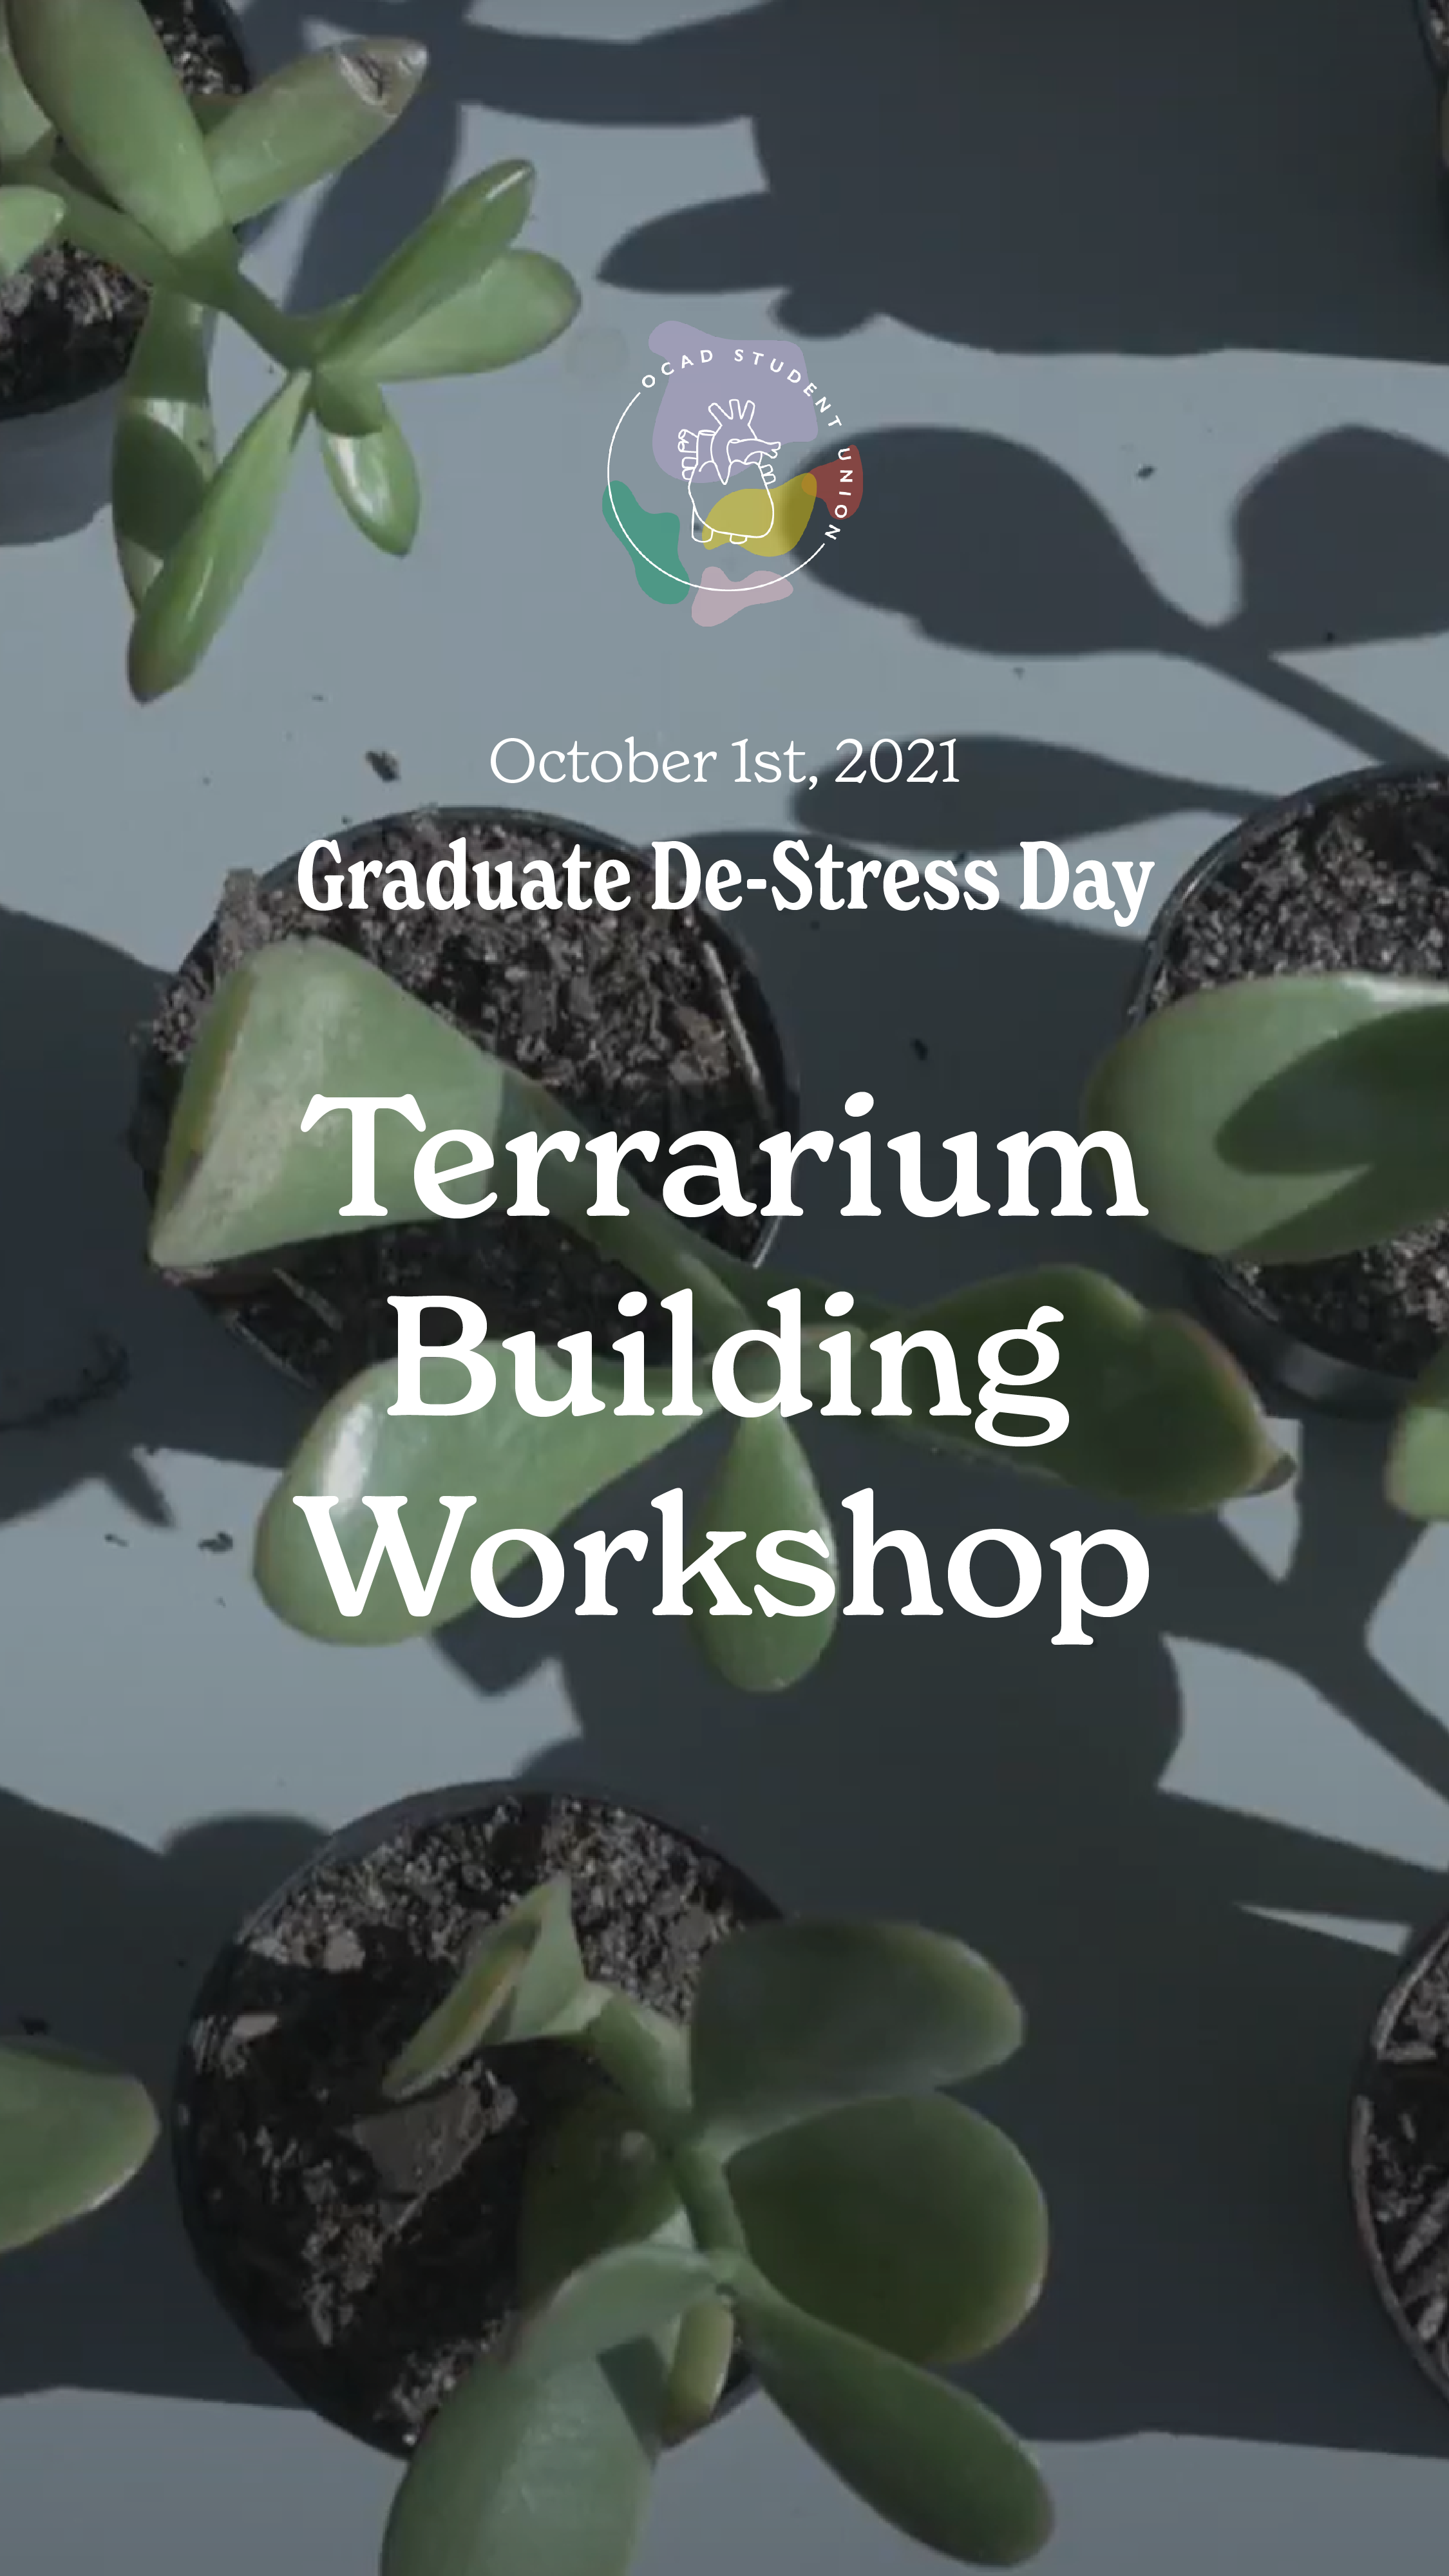 OCAD STUDENT UNION
October 1st, 2021
Graduate De-Stress Day
Terrarium
Building
Workshop